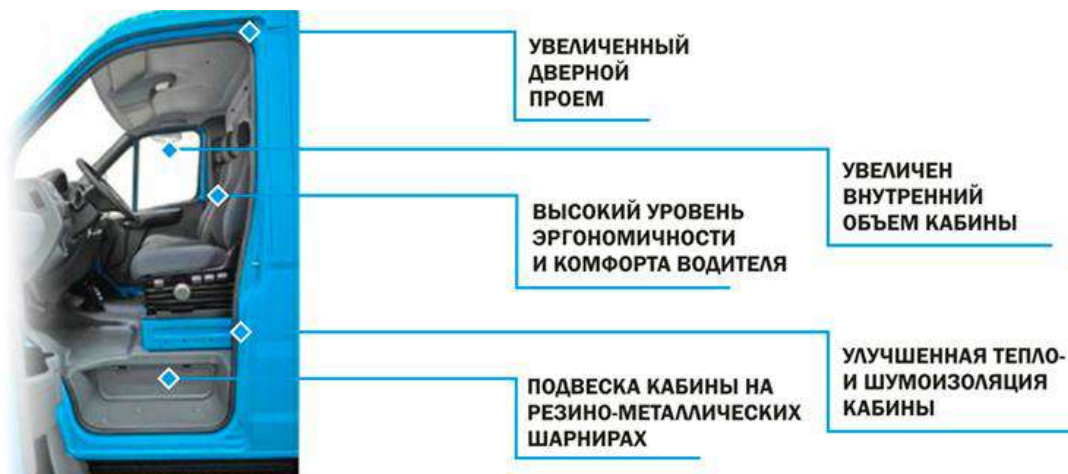 УВЕЛИЧЕННЫЙ
ДВЕРНОЙ
ПРОЕМ
УВЕЛИЧЕН
ВНУТРЕННИЙ
ОБЪЕМ КАБИНЫ
ВЫСОКИЙ УРОВЕНЬ
ЭРГОНОМИЧНОСТИ
И КОМФОРТА ВОДИТЕЛЯ
УЛУЧШЕННАЯ ТЕПЛО-
И ШУМОИЗОЛЯЦИЯ
КАБИНЫ
ПОДВЕСКА КАБИНЫ НА
РЕЗИНО-МЕТАЛЛИЧЕСКИХ
ШАРНИРАХ